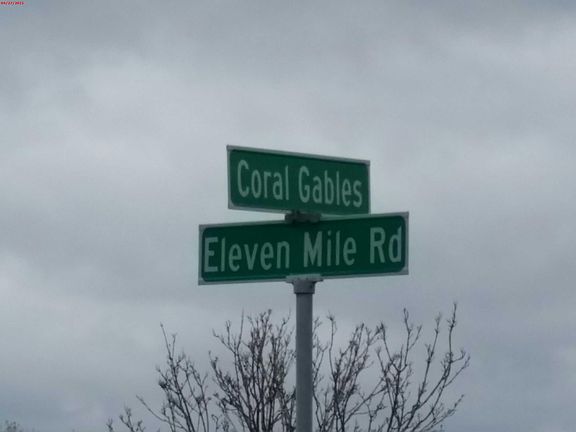 Coral Gables
Eleven Mile Rd